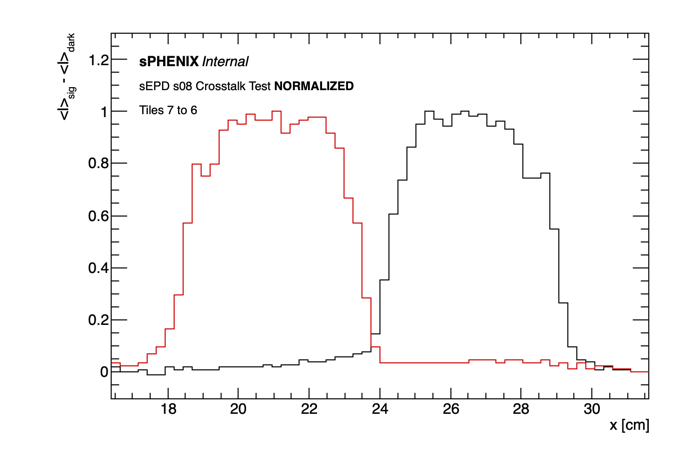 <I>sig - <I>dark
sPHENIX Internal
sEPD s08 Crosstalk Test NORMALIZED
Tiles 7 to 6
1.2
1
0.8
0.6
0.4
0.2
0
18 20 22 24 26 28 30
x [cm]